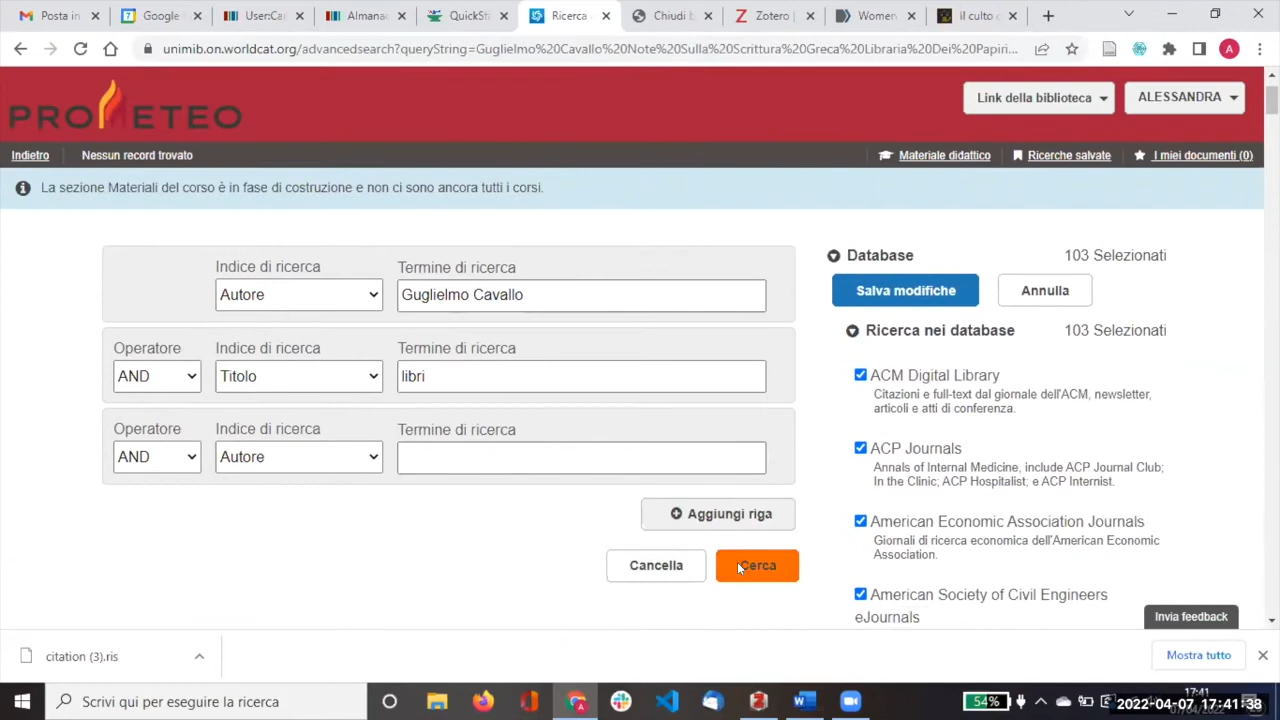 Posta in
Google
User:Car
Almanac
QuickSta
Ricerca
Chiudi b
Zotero |
Women
il culto c
unimib.on.worldcat.org/advancedsearch?queryString=Guglielmo%20Cavallo%20Note%20Sulla%20Scrittura%20Greca%20Libraria%20Dei%20Papiri...
A
PROMETEO
Link della biblioteca
ALESSANDRA
Indietro
Nessun record trovato
Materiale didattico
Ricerche salvate
I miei documenti (0)
La sezione Materiali del corso è in fase di costruzione e non ci sono ancora tutti i corsi.
Indice di ricerca
Termine di ricerca
Autore
Guglielmo Cavallo
Operatore
Indice di ricerca
Termine di ricerca
AND
Titolo
libri
Operatore
Indice di ricerca
Termine di ricerca
AND
Autore
Aggiungi riga
Cancella
Cerca
Database
103 Selezionati
Salva modifiche
Annulla
Ricerca nei database
103 Selezionati
ACM Digital Library
Citazioni e full-text dal giornale dell'ACM, newsletter,
articoli e atti di conferenza.
ACP Journals
Annals of Internal Medicine, include ACP Journal Club;
In the Clinic; ACP Hospitalist; e ACP Internist.
American Economic Association Journals
Giornali di ricerca economica dell'American Economic
Association.
American Society of Civil Engineers
eJournals
Invia feedback
citation (3).ris
Mostra tutto
Scrivi qui per eseguire la ricerca
54%
17:41
2022-04-07 17:41:38